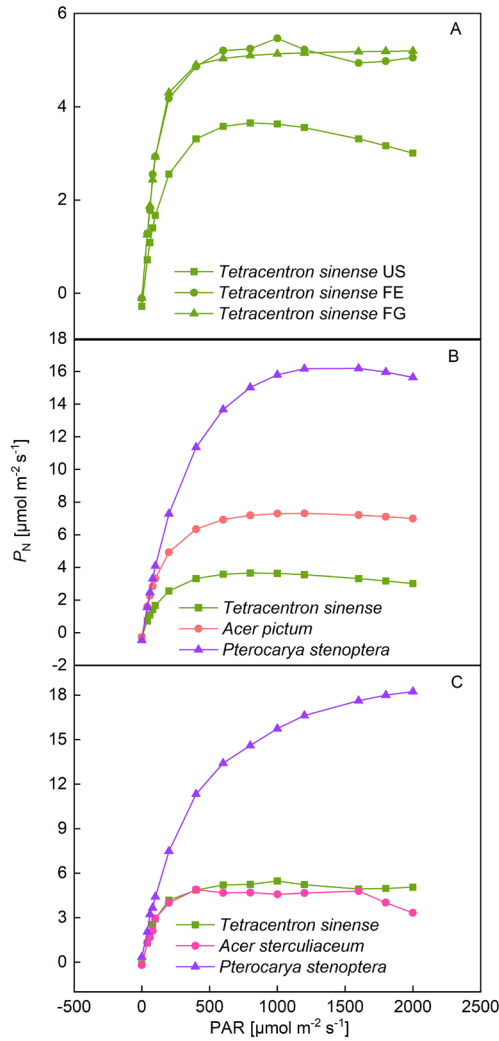 A
6
4
2
0
Tetracentron sinense US
Tetracentron sinense FE
Tetracentron sinense FG
B
18
16
14
12
10
8
6
4
2
0
-2
Tetracentron sinense
Acer pictum
Pterocarya stenoptera
PN [μmol m-2 s-1]
C
18
15
12
9
6
3
0
Tetracentron sinense
Acer sterculiaceum
Pterocarya stenoptera
-500 0 500 1000 1500 2000 2500
PAR [μmol m-2 s-1]